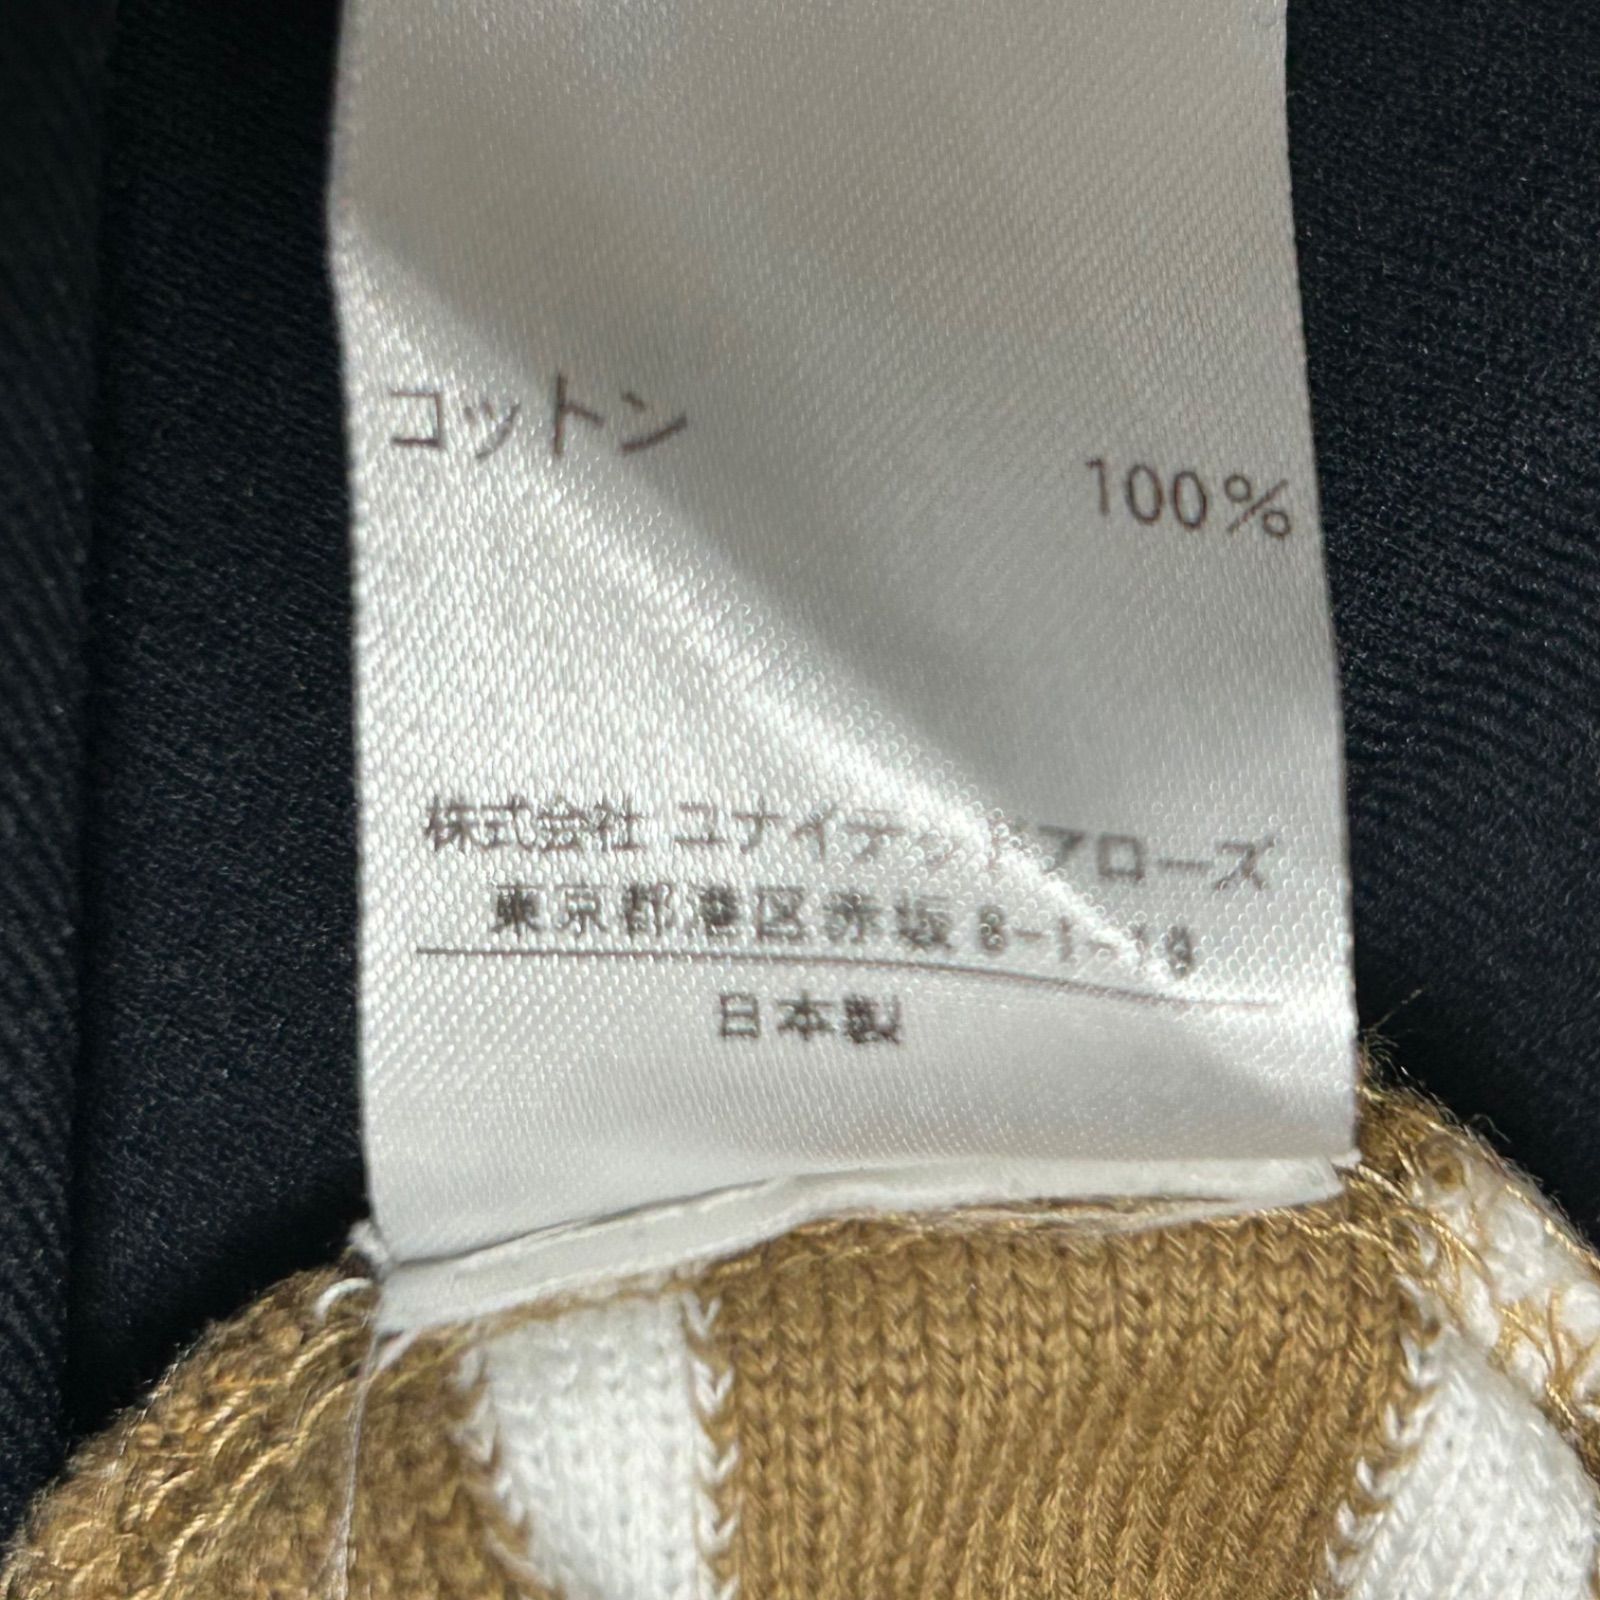 コットン
100%
株式会社 ユナイテッドアローズ
東京都港区赤坂8-1-19
日本製